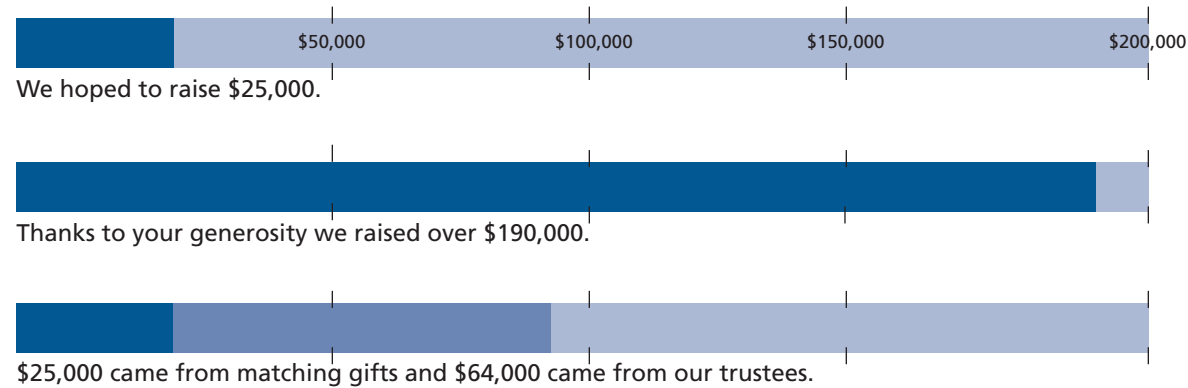 $50,000 $100,000 $150,000 $200,000
We hoped to raise $25,000.
Thanks to your generosity we raised over $190,000.
$25,000 came from matching gifts and $64,000 came from our trustees.